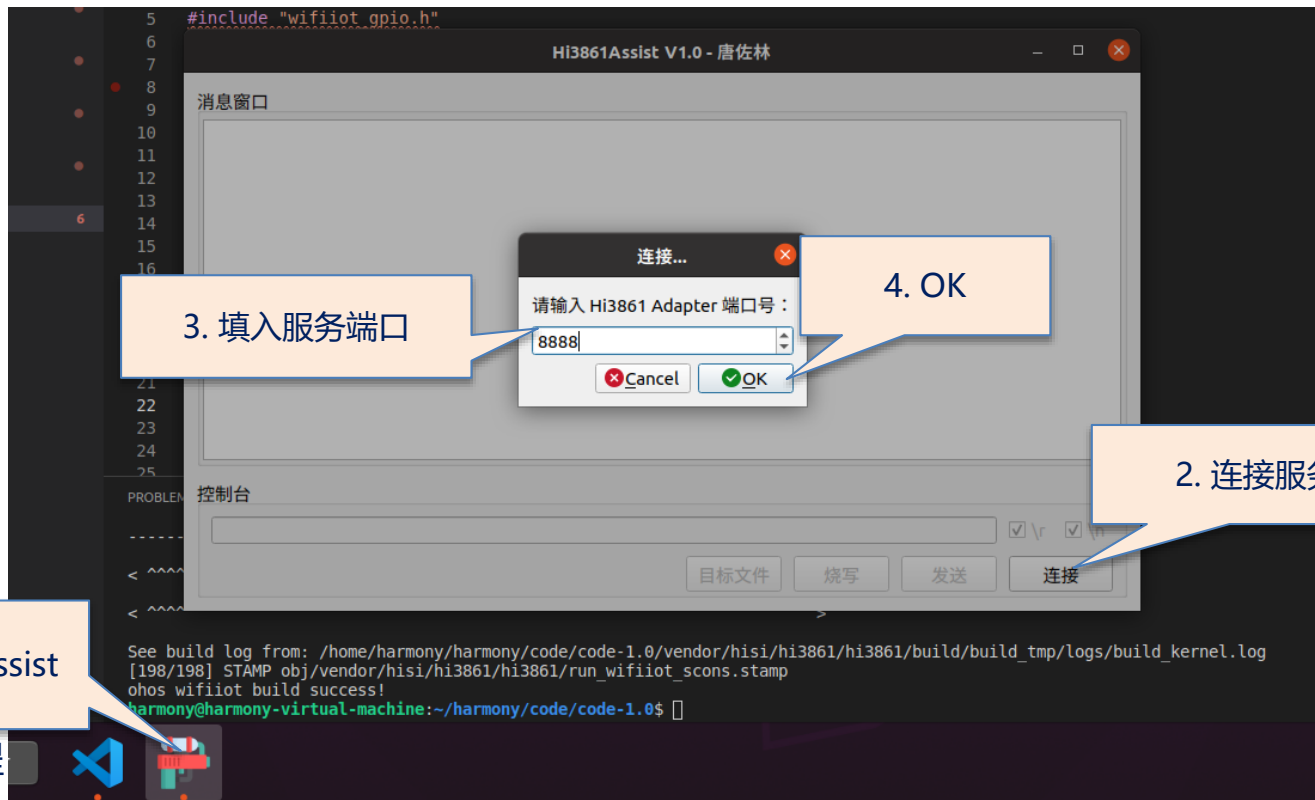 5 #include "wifiiot_gpio.h"
6
7
8
9
10
11
12
13
14
15
16
21
22
23
24
25
6
Hi3861Assist V1.0 - 唐佐林
消息窗口
连接...
请输入 Hi3861 Adapter 端口号：
8888
Cancel
OK
3. 填入服务端口
4. OK
2. 连接服
控制台
\r
\n
目标文件
烧写
发送
连接
PROBLEM
------
< ^^^^
< ^^^^ >
See build log from: /home/harmony/harmony/code/code-1.0/vendor/hisi/hi3861/hi3861/build/build_tmp/logs/build_kernel.log
[198/198] STAMP obj/vendor/hisi/hi3861/hi3861/run_wifiiot_scons.stamp
ohos wifiiot build success!
harmony@harmony-virtual-machine:~/harmony/code/code-1.0$
ssist